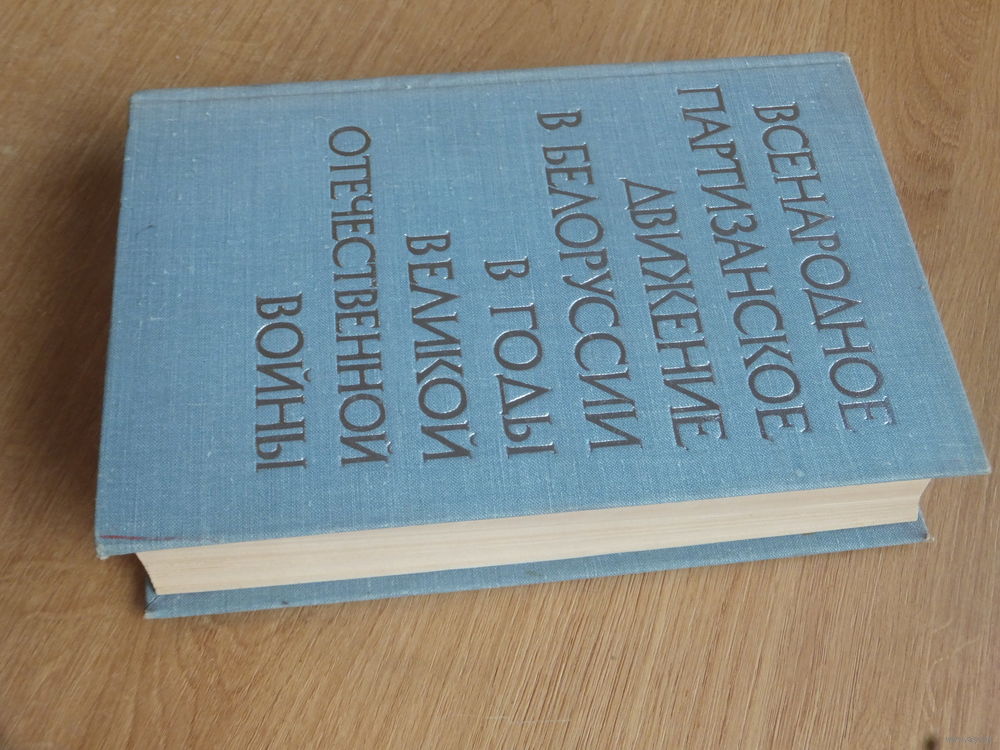 ВСЕНАРОДНОЕ
ПАРТИЗАНСКОЕ
ДВИЖЕНИЕ
В БЕЛОРУССИИ
В ГОДЫ
ВЕЛИКОЙ
ОТЕЧЕСТВЕННОЙ
ВОЙНЫ